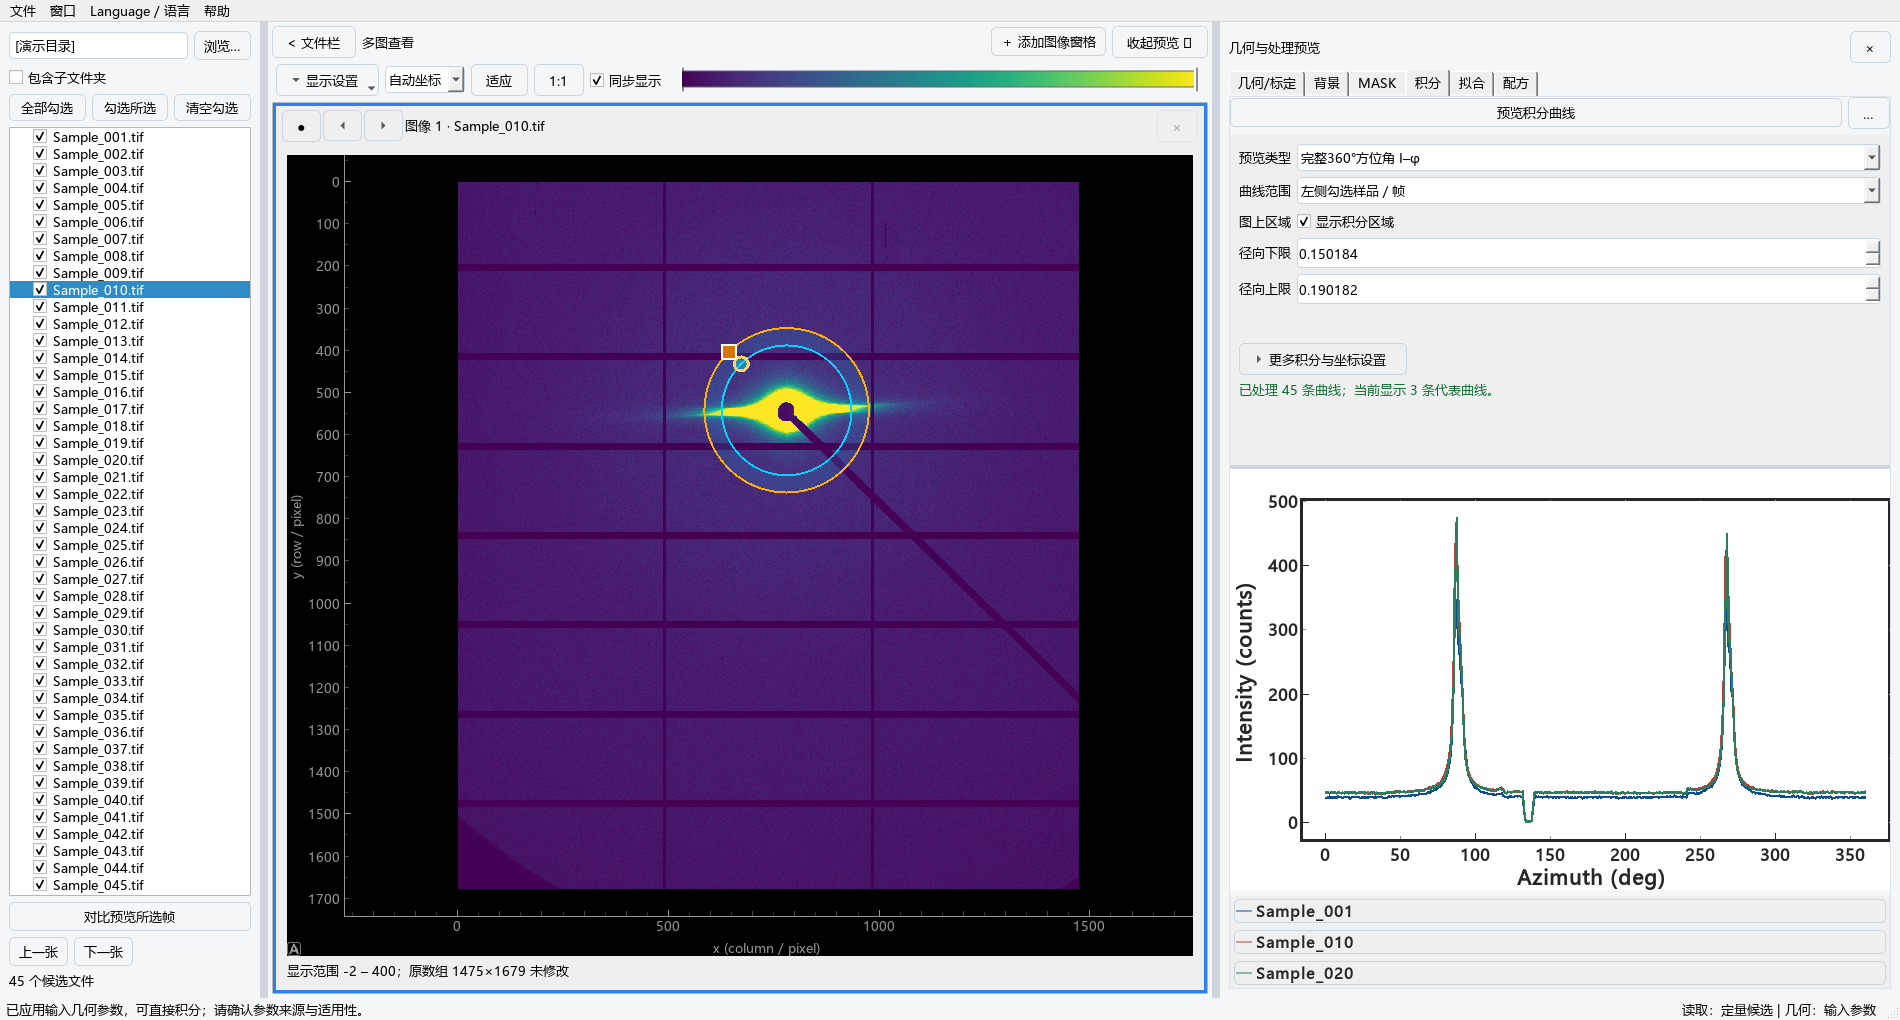 文件 窗口 Language / 语言 帮助
[演示目录] 浏览...
包含子文件夹
全部勾选 勾选所选 清空勾选
Sample_001.tif
Sample_002.tif
Sample_003.tif
Sample_004.tif
Sample_005.tif
Sample_006.tif
Sample_007.tif
Sample_008.tif
Sample_009.tif
Sample_010.tif
Sample_011.tif
Sample_012.tif
Sample_013.tif
Sample_014.tif
Sample_015.tif
Sample_016.tif
Sample_017.tif
Sample_018.tif
Sample_019.tif
Sample_020.tif
Sample_021.tif
Sample_022.tif
Sample_023.tif
Sample_024.tif
Sample_025.tif
Sample_026.tif
Sample_027.tif
Sample_028.tif
Sample_029.tif
Sample_030.tif
Sample_031.tif
Sample_032.tif
Sample_033.tif
Sample_034.tif
Sample_035.tif
Sample_036.tif
Sample_037.tif
Sample_038.tif
Sample_039.tif
Sample_040.tif
Sample_041.tif
Sample_042.tif
Sample_043.tif
Sample_044.tif
Sample_045.tif
对比预览所选帧
上一张 下一张
45 个候选文件
< 文件栏 多图查看 + 添加图像窗格 收起预览
显示设置 自动坐标 适应 1:1 同步显示
图像 1 · Sample_010.tif ×
0
100
200
300
400
500
600
700
800
900
1000
1100
1200
1300
1400
1500
1600
1700
y (row / pixel)
0 500 1000 1500
x (column / pixel)
A
显示范围 -2 – 400；原数组 1475×1679 未修改
几何与处理预览 ×
几何/标定 背景 MASK 积分 拟合 配方
预览积分曲线 ...
预览类型 完整360°方位角 I–φ
曲线范围 左侧勾选样品 / 帧
图上区域 显示积分区域
径向下限 0.150184
径向上限 0.190182
更多积分与坐标设置
已处理 45 条曲线；当前显示 3 条代表曲线。
500
400
300
200
100
0
Intensity (counts)
0 50 100 150 200 250 300 350
Azimuth (deg)
Sample_001
Sample_010
Sample_020
已应用输入几何参数，可直接积分；请确认参数来源与适用性。
读取：定量候选 | 几何：输入参数